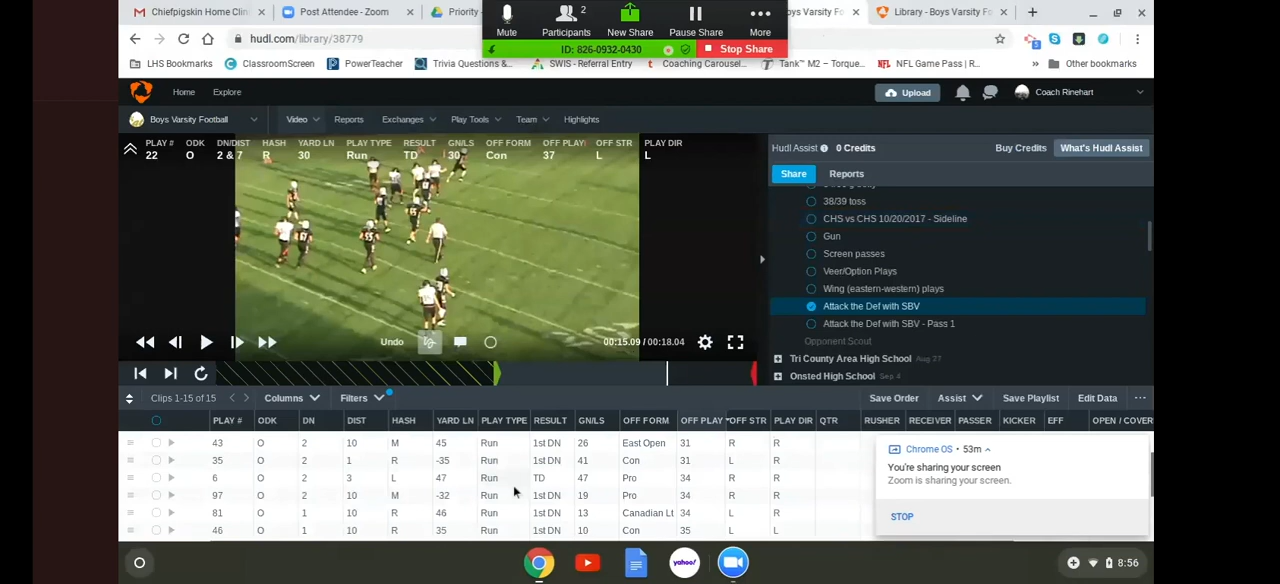 Chiefpigskin Home Clin
Post Attendee - Zoom
Priority -
oys Varsity Fo
Library - Boys Varsity Fo
Mute
Participants
2
New Share
Pause Share
More
ID: 826-0932-0430
Stop Share
hudl.com/library/38779
5
LHS Bookmarks
ClassroomScreen
PowerTeacher
Trivia Questions &...
SWIS - Referral Entry
Coaching Carousel...
Tank™ M2 – Torque...
NFL Game Pass | R...
Other bookmarks
Home
Explore
Upload
Coach Rinehart
Boys Varsity Football
Video
Reports
Exchanges
Play Tools
Team
Highlights
PLAY # ODK DN/DIST HASH YARD LN PLAY TYPE RESULT GN/LS OFF FORM OFF PLAY OFF STR PLAY DIR
22 O 2 & 7 R 30 Run TD 30 Con 37 L L
Hudl Assist 0 Credits
Buy Credits
What's Hudl Assist
Share
Reports
38/39 toss
CHS vs CHS 10/20/2017 - Sideline
Gun
Screen passes
Veer/Option Plays
Wing (eastern-western) plays
Attack the Def with SBV
Attack the Def with SBV - Pass 1
Opponent Scout
Tri County Area High School Aug 27
Onsted High School Sep 4
Undo
00:15.09 / 00:18.04
Clips 1-15 of 15
Columns
Filters
Save Order
Assist
Save Playlist
Edit Data
PLAY # ODK DN DIST HASH YARD LN PLAY TYPE RESULT GN/LS OFF FORM OFF PLAY OFF STR PLAY DIR QTR RUSHER RECEIVER PASSER KICKER EFF OPEN / COVER
43 O 2 10 M 45 Run 1st DN 26 East Open 31 R R
35 O 2 1 R -35 Run 1st DN 41 Con 31 L R
6 O 2 3 L 47 Run TD 47 Pro 34 R R
97 O 2 10 M -32 Run 1st DN 19 Pro 34 R R
81 O 1 10 R 46 Run 1st DN 13 Canadian Lt 34 L R
46 O 1 10 R 35 Run 1st DN 10 Con 35 L L
Chrome OS • 53m
You're sharing your screen
Zoom is sharing your screen.
STOP
yahoo!
8:56